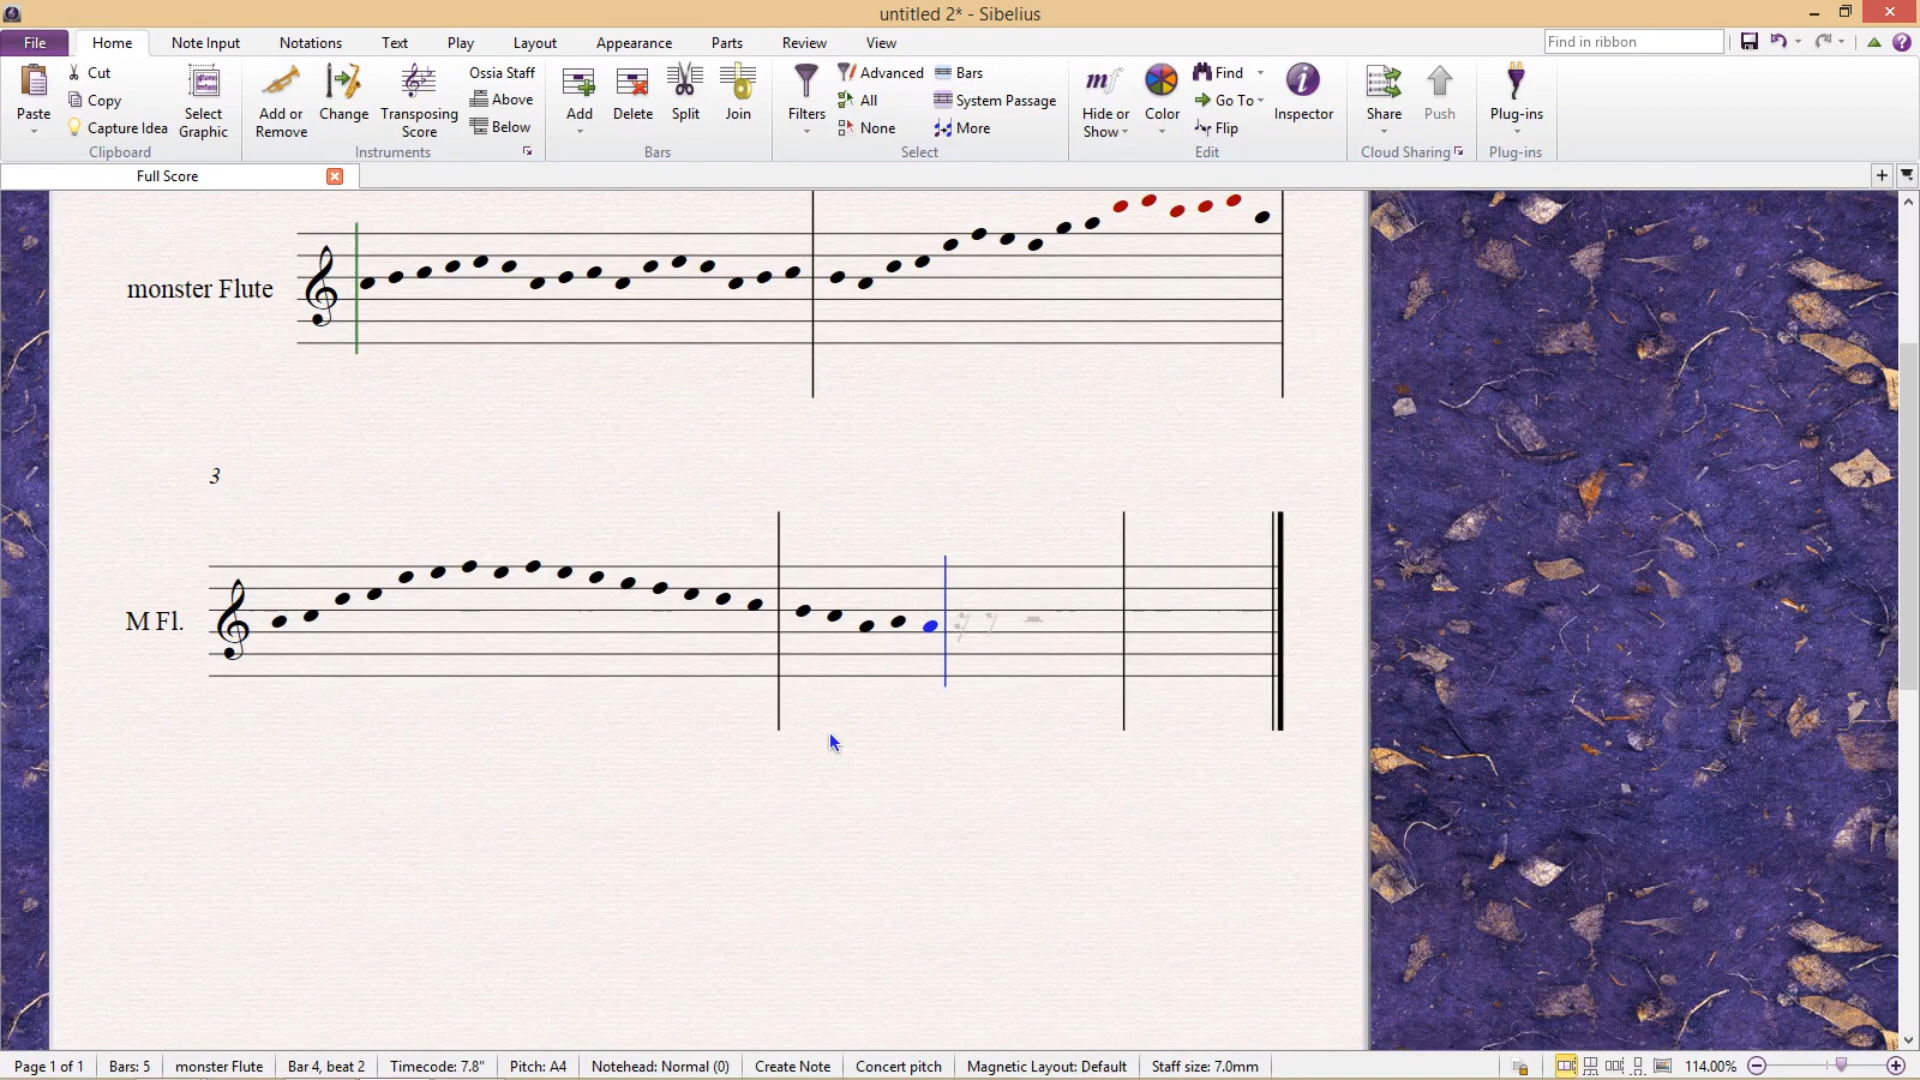 untitled 2* - Sibelius
File Home Note Input Notations Text Play Layout Appearance Parts Review View Find in ribbon
Paste
Cut
Copy
Capture Idea
Select Graphic
Clipboard
Add or Remove
Change
Transposing Score
Ossia Staff
Above
Below
Instruments
Add
Delete
Split
Join
Bars
Filters
Advanced
All
None
Bars
System Passage
More
Select
Hide or Show
Color
Find
Go To
Flip
Inspector
Edit
Share
Push
Cloud Sharing
Plug-ins
Plug-ins
Full Score
monster Flute
3
M Fl.
Page 1 of 1 Bars: 5 monster Flute Bar 4, beat 2 Timecode: 7.8" Pitch: A4 Notehead: Normal (0) Create Note Concert pitch Magnetic Layout: Default Staff size: 7.0mm 114.00%